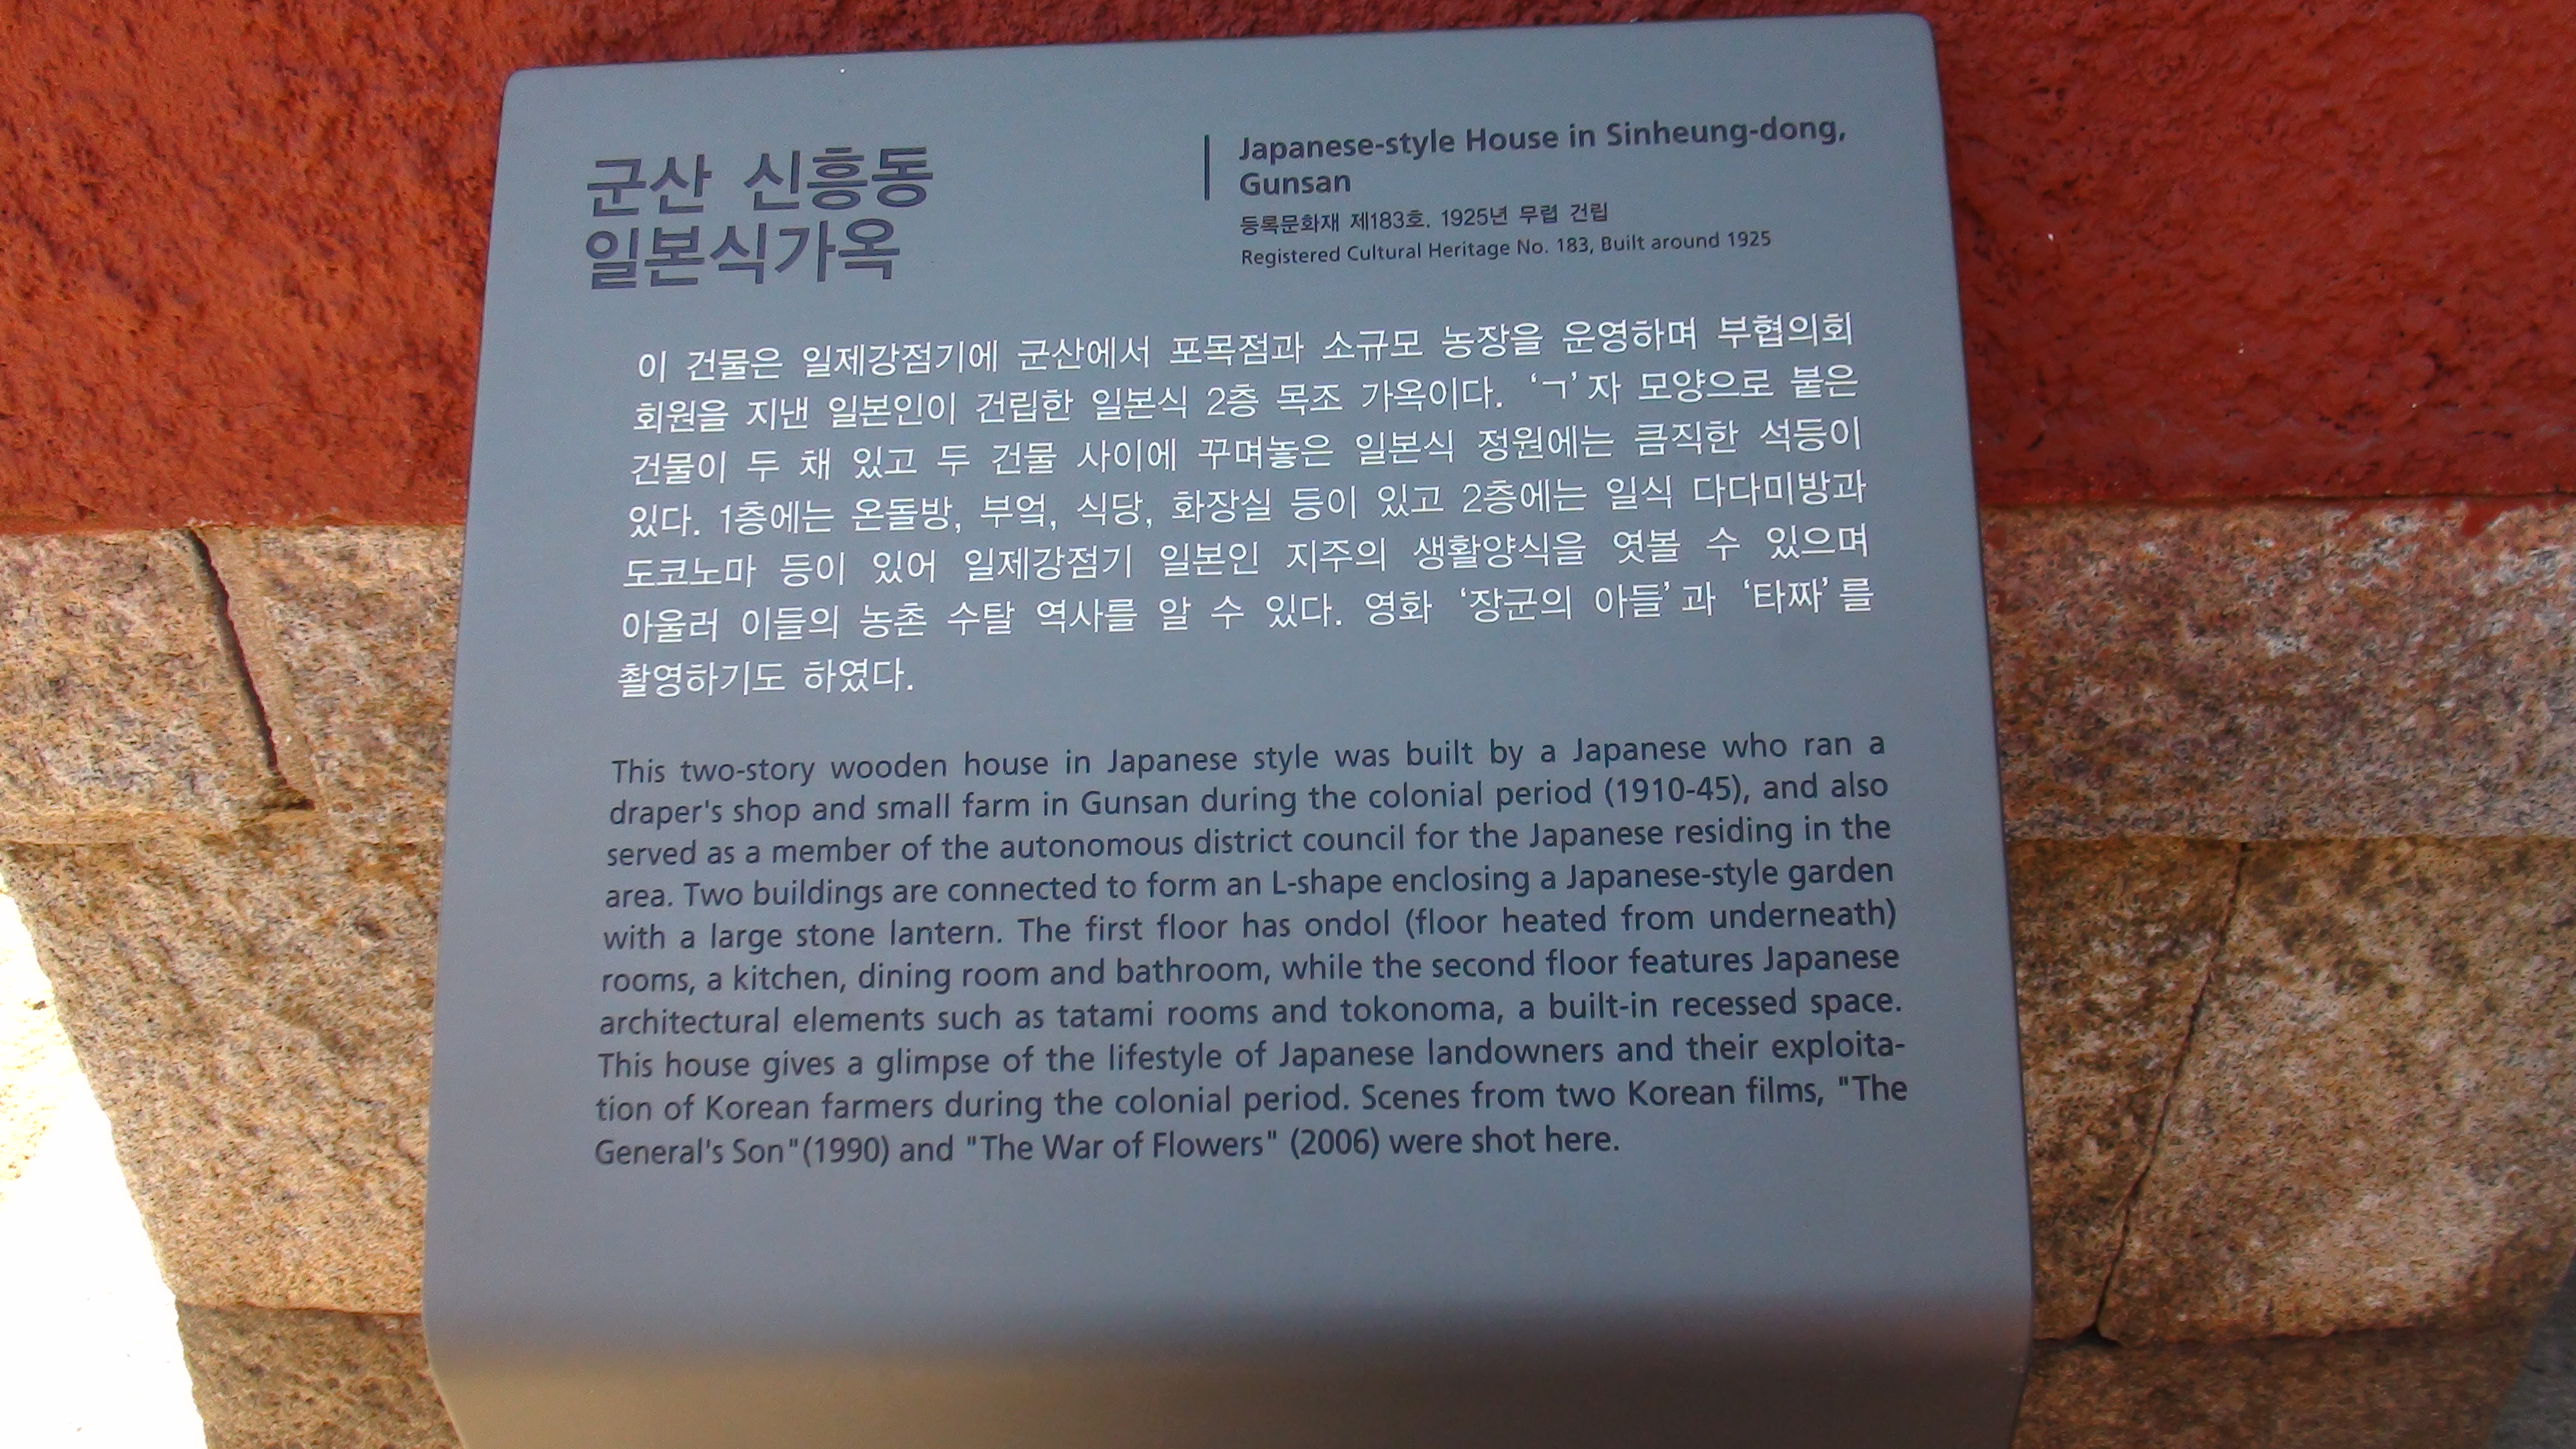 군산 신흥동
일본식가옥
Japanese-style House in Sinheung-dong,
Gunsan
등록문화재 제183호. 1925년 무렵 건립
Registered Cultural Heritage No. 183, Built around 1925
이 건물은 일제강점기에 군산에서 포목점과 소규모 농장을 운영하며 부협의회
회원을 지낸 일본인이 건립한 일본식 2층 목조 가옥이다. ‘ㄱ’자 모양으로 붙은
건물이 두 채 있고 두 건물 사이에 꾸며놓은 일본식 정원에는 큼직한 석등이
있다. 1층에는 온돌방, 부엌, 식당, 화장실 등이 있고 2층에는 일식 다다미방과
도코노마 등이 있어 일제강점기 일본인 지주의 생활양식을 엿볼 수 있으며
아울러 이들의 농촌 수탈 역사를 알 수 있다. 영화 ‘장군의 아들’과 ‘타짜’를
촬영하기도 하였다.
This two-story wooden house in Japanese style was built by a Japanese who ran a
draper's shop and small farm in Gunsan during the colonial period (1910-45), and also
served as a member of the autonomous district council for the Japanese residing in the
area. Two buildings are connected to form an L-shape enclosing a Japanese-style garden
with a large stone lantern. The first floor has ondol (floor heated from underneath)
rooms, a kitchen, dining room and bathroom, while the second floor features Japanese
architectural elements such as tatami rooms and tokonoma, a built-in recessed space.
This house gives a glimpse of the lifestyle of Japanese landowners and their exploita-
tion of Korean farmers during the colonial period. Scenes from two Korean films, "The
General's Son"(1990) and "The War of Flowers" (2006) were shot here.